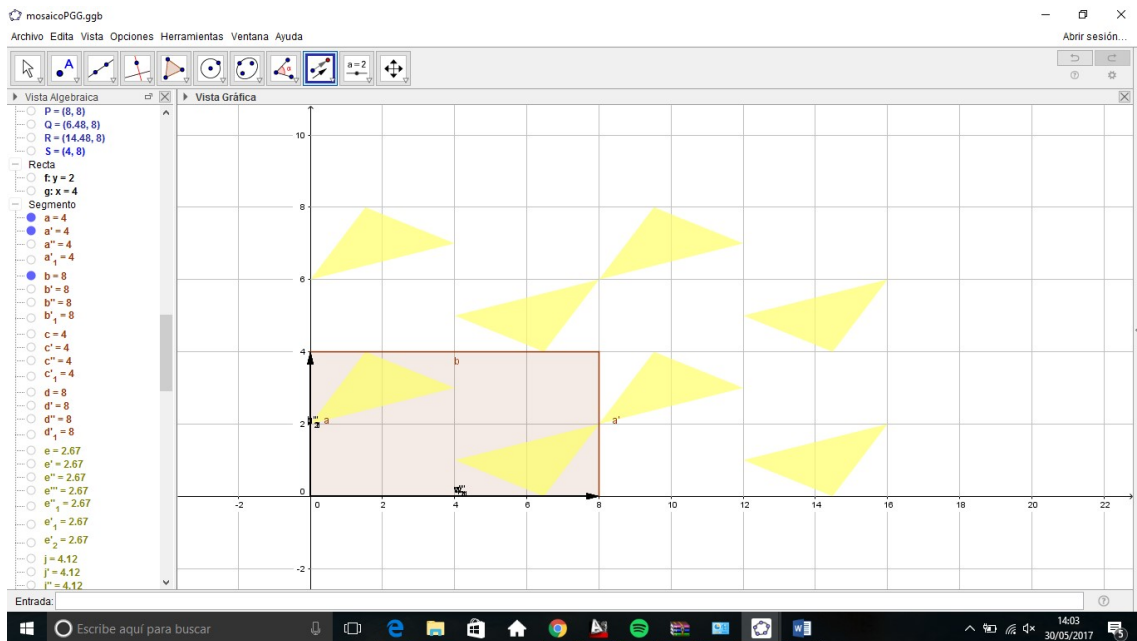 mosaicoPGG.ggb
Archivo Edita Vista Opciones Herramientas Ventana Ayuda
Abrir sesión...
a=2
Vista Algebraica
Vista Gráfica
P = (8, 8)
Q = (6.48, 8)
R = (14.48, 8)
S = (4, 8)
Recta
f: y = 2
g: x = 4
Segmento
a = 4
a' = 4
a'' = 4
a'₁ = 4
b = 8
b' = 8
b'' = 8
b'₁ = 8
c = 4
c' = 4
c'' = 4
c'₁ = 4
d = 8
d' = 8
d'' = 8
d'₁ = 8
e = 2.67
e' = 2.67
e'' = 2.67
e''' = 2.67
e''₁ = 2.67
e'₁ = 2.67
e'₂ = 2.67
j = 4.12
j' = 4.12
j'' = 4.12
10
8
6
4
b
2
a
a'
0
-2
0
2
4
6
8
10
12
14
16
18
20
22
-2
Entrada:
Escribe aquí para buscar
14:03
30/05/2017